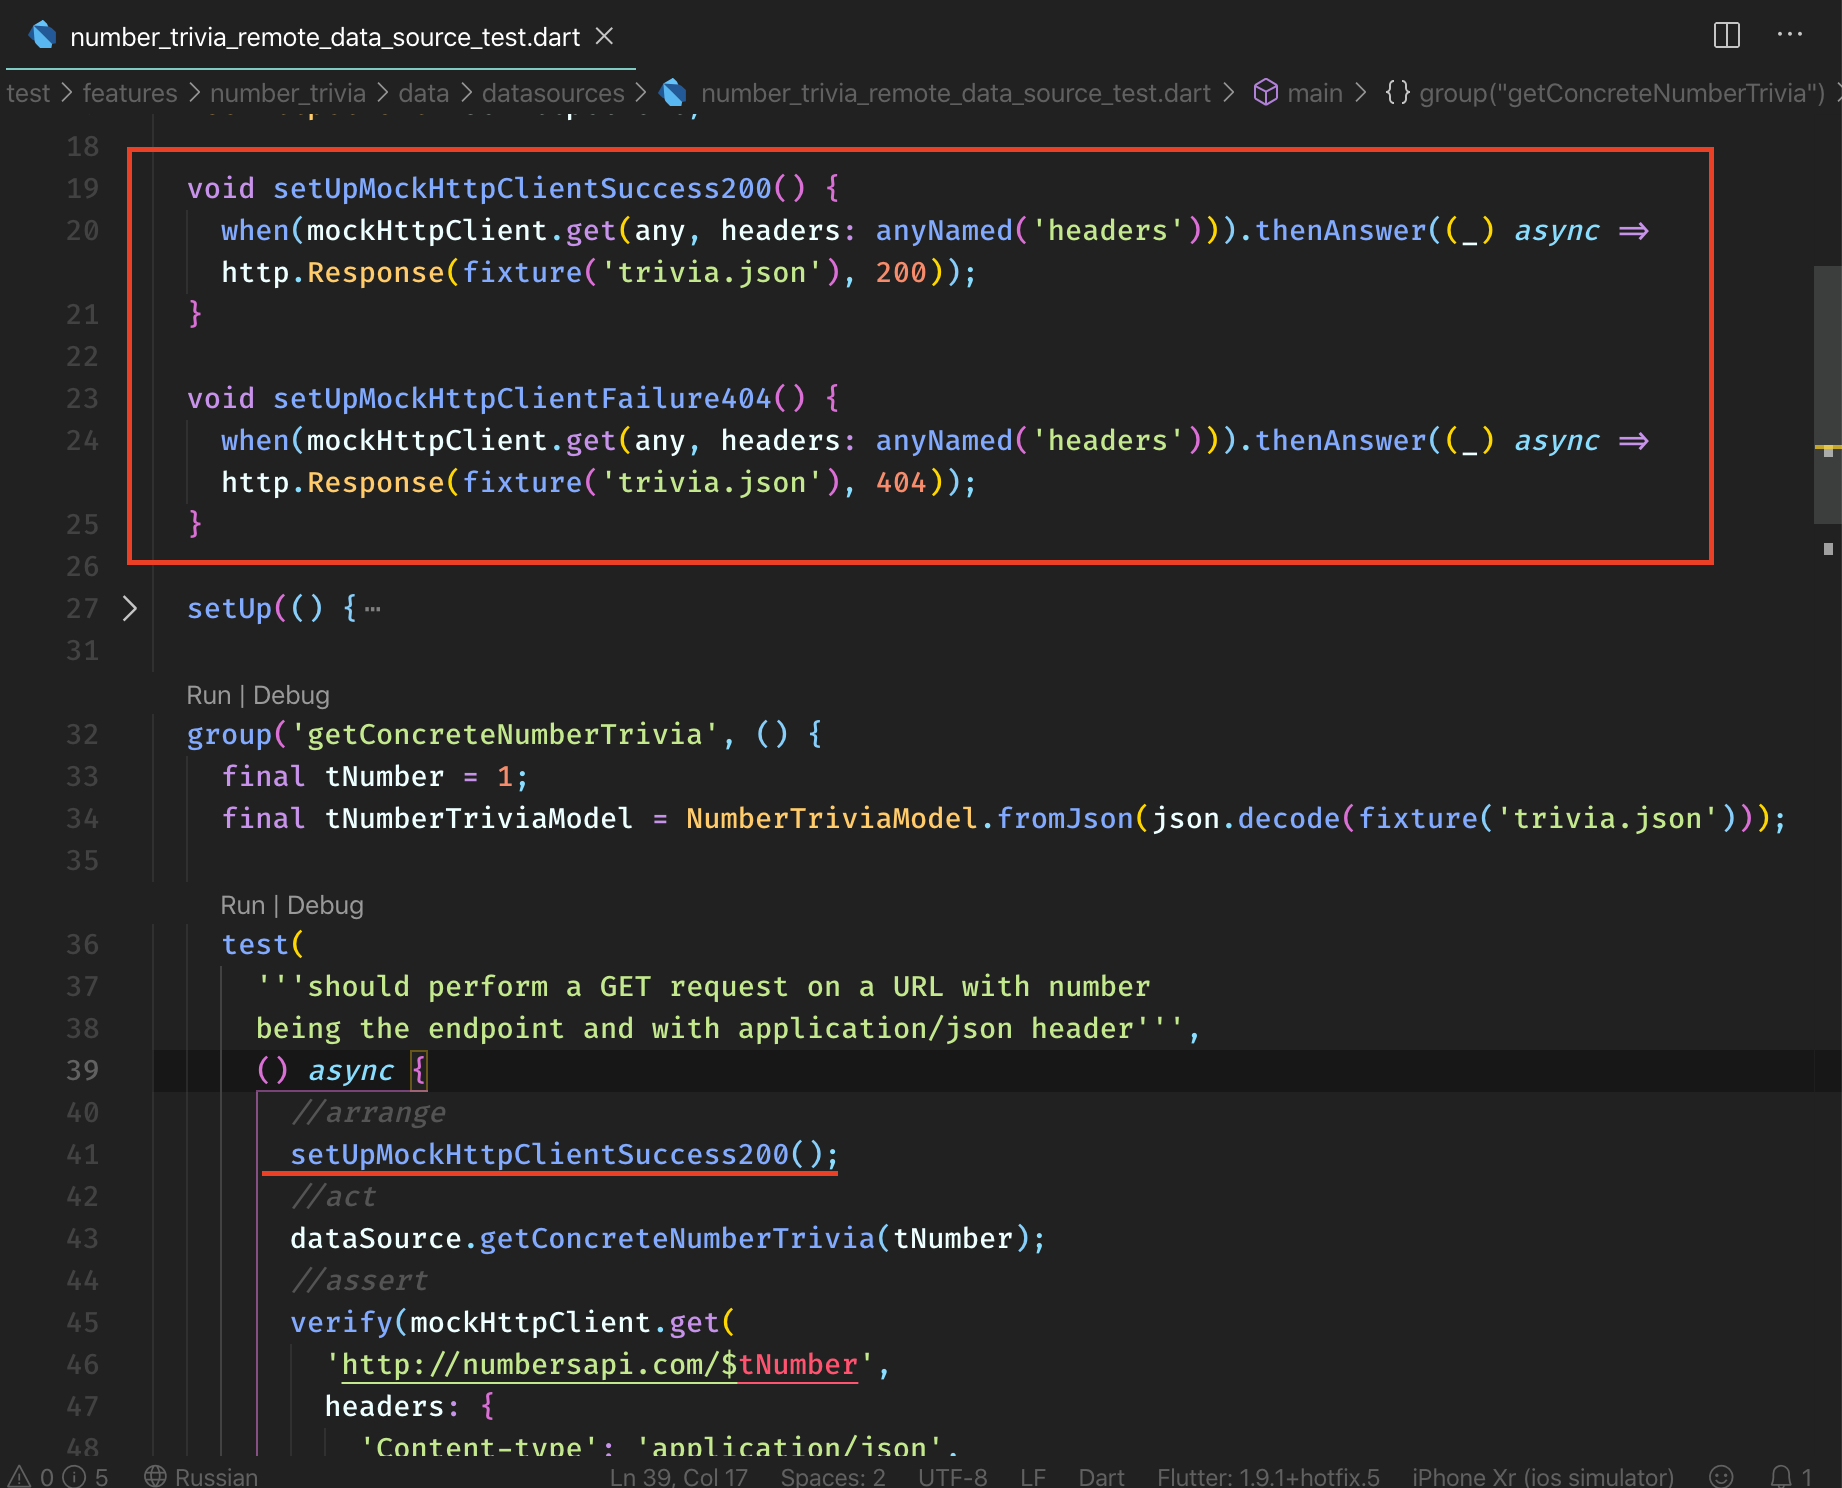 number_trivia_remote_data_source_test.dart
test > features > number_trivia > data > datasources > number_trivia_remote_data_source_test.dart > main > {} group("getConcreteNumberTrivia")
18
19 void setUpMockHttpClientSuccess200() {
20 when(mockHttpClient.get(any, headers: anyNamed('headers'))).thenAnswer((_) async =>
http.Response(fixture('trivia.json'), 200));
21 }
22
23 void setUpMockHttpClientFailure404() {
24 when(mockHttpClient.get(any, headers: anyNamed('headers'))).thenAnswer((_) async =>
http.Response(fixture('trivia.json'), 404));
25 }
26
27 setUp(() {…
31
Run | Debug
32 group('getConcreteNumberTrivia', () {
33 final tNumber = 1;
34 final tNumberTriviaModel = NumberTriviaModel.fromJson(json.decode(fixture('trivia.json')));
35
Run | Debug
36 test(
37 '''should perform a GET request on a URL with number
38 being the endpoint and with application/json header''',
39 () async {
40 //arrange
41 setUpMockHttpClientSuccess200();
42 //act
43 dataSource.getConcreteNumberTrivia(tNumber);
44 //assert
45 verify(mockHttpClient.get(
46 'http://numbersapi.com/$tNumber',
47 headers: {
48 'Content-type': 'application/json',
0 5 Russian Ln 39, Col 17 Spaces: 2 UTF-8 LF Dart Flutter: 1.9.1+hotfix.5 iPhone Xr (ios simulator) 1